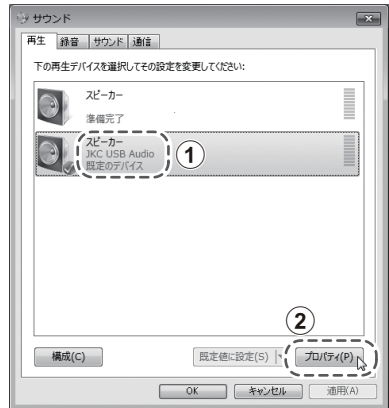 サウンド
再生 録音 サウンド 通信
下の再生デバイスを選択してその設定を変更してください:
スピーカー
準備完了
スピーカー
JKC USB Audio
既定のデバイス
①
②
構成(C) 既定値に設定(S) プロパティ(P)
OK キャンセル 適用(A)